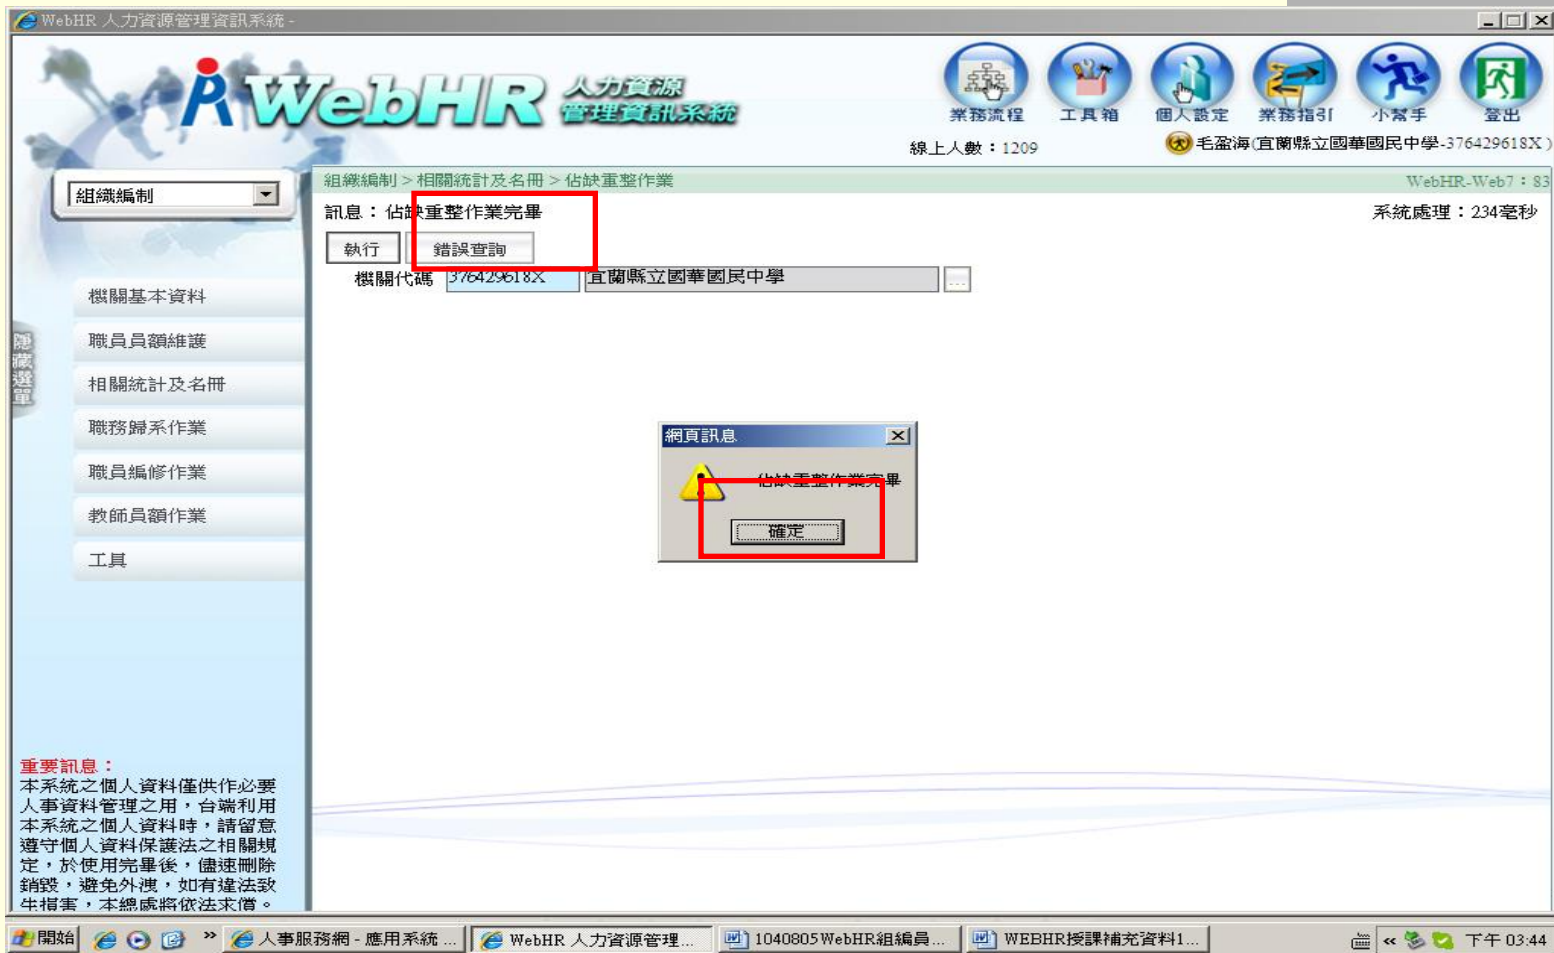 WebHR 人力資源管理資訊系統 -
WebHR 人力資源
管理資訊系統
業務流程 工具箱 個人設定 業務指引 小幫手 登出
線上人數：1209 毛盈海(宜蘭縣立國華國民中學-376429618X)
組織編制
組織編制 > 相關統計及名冊 > 佔缺重整作業 WebHR-Web7：83
訊息：佔缺重整作業完畢 系統處理：234毫秒
執行 錯誤查詢
機關代碼 376429618X 宜蘭縣立國華國民中學 ...
隱藏選單
機關基本資料
職員員額維護
相關統計及名冊
職務歸系作業
職員編修作業
教師員額作業
工具
網頁訊息
佔缺重整作業完畢
確定
重要訊息：
本系統之個人資料僅供作必要
人事資料管理之用，台端利用
本系統之個人資料時，請留意
遵守個人資料保護法之相關規
定，於使用完畢後，儘速刪除
銷毀，避免外洩，如有違法致
生損害，本總處將依法求償。
開始 » 人事服務網 - 應用系統 ... WebHR 人力資源管理... 1040805WebHR組編員... WEBHR授課補充資料1... « 下午 03:44